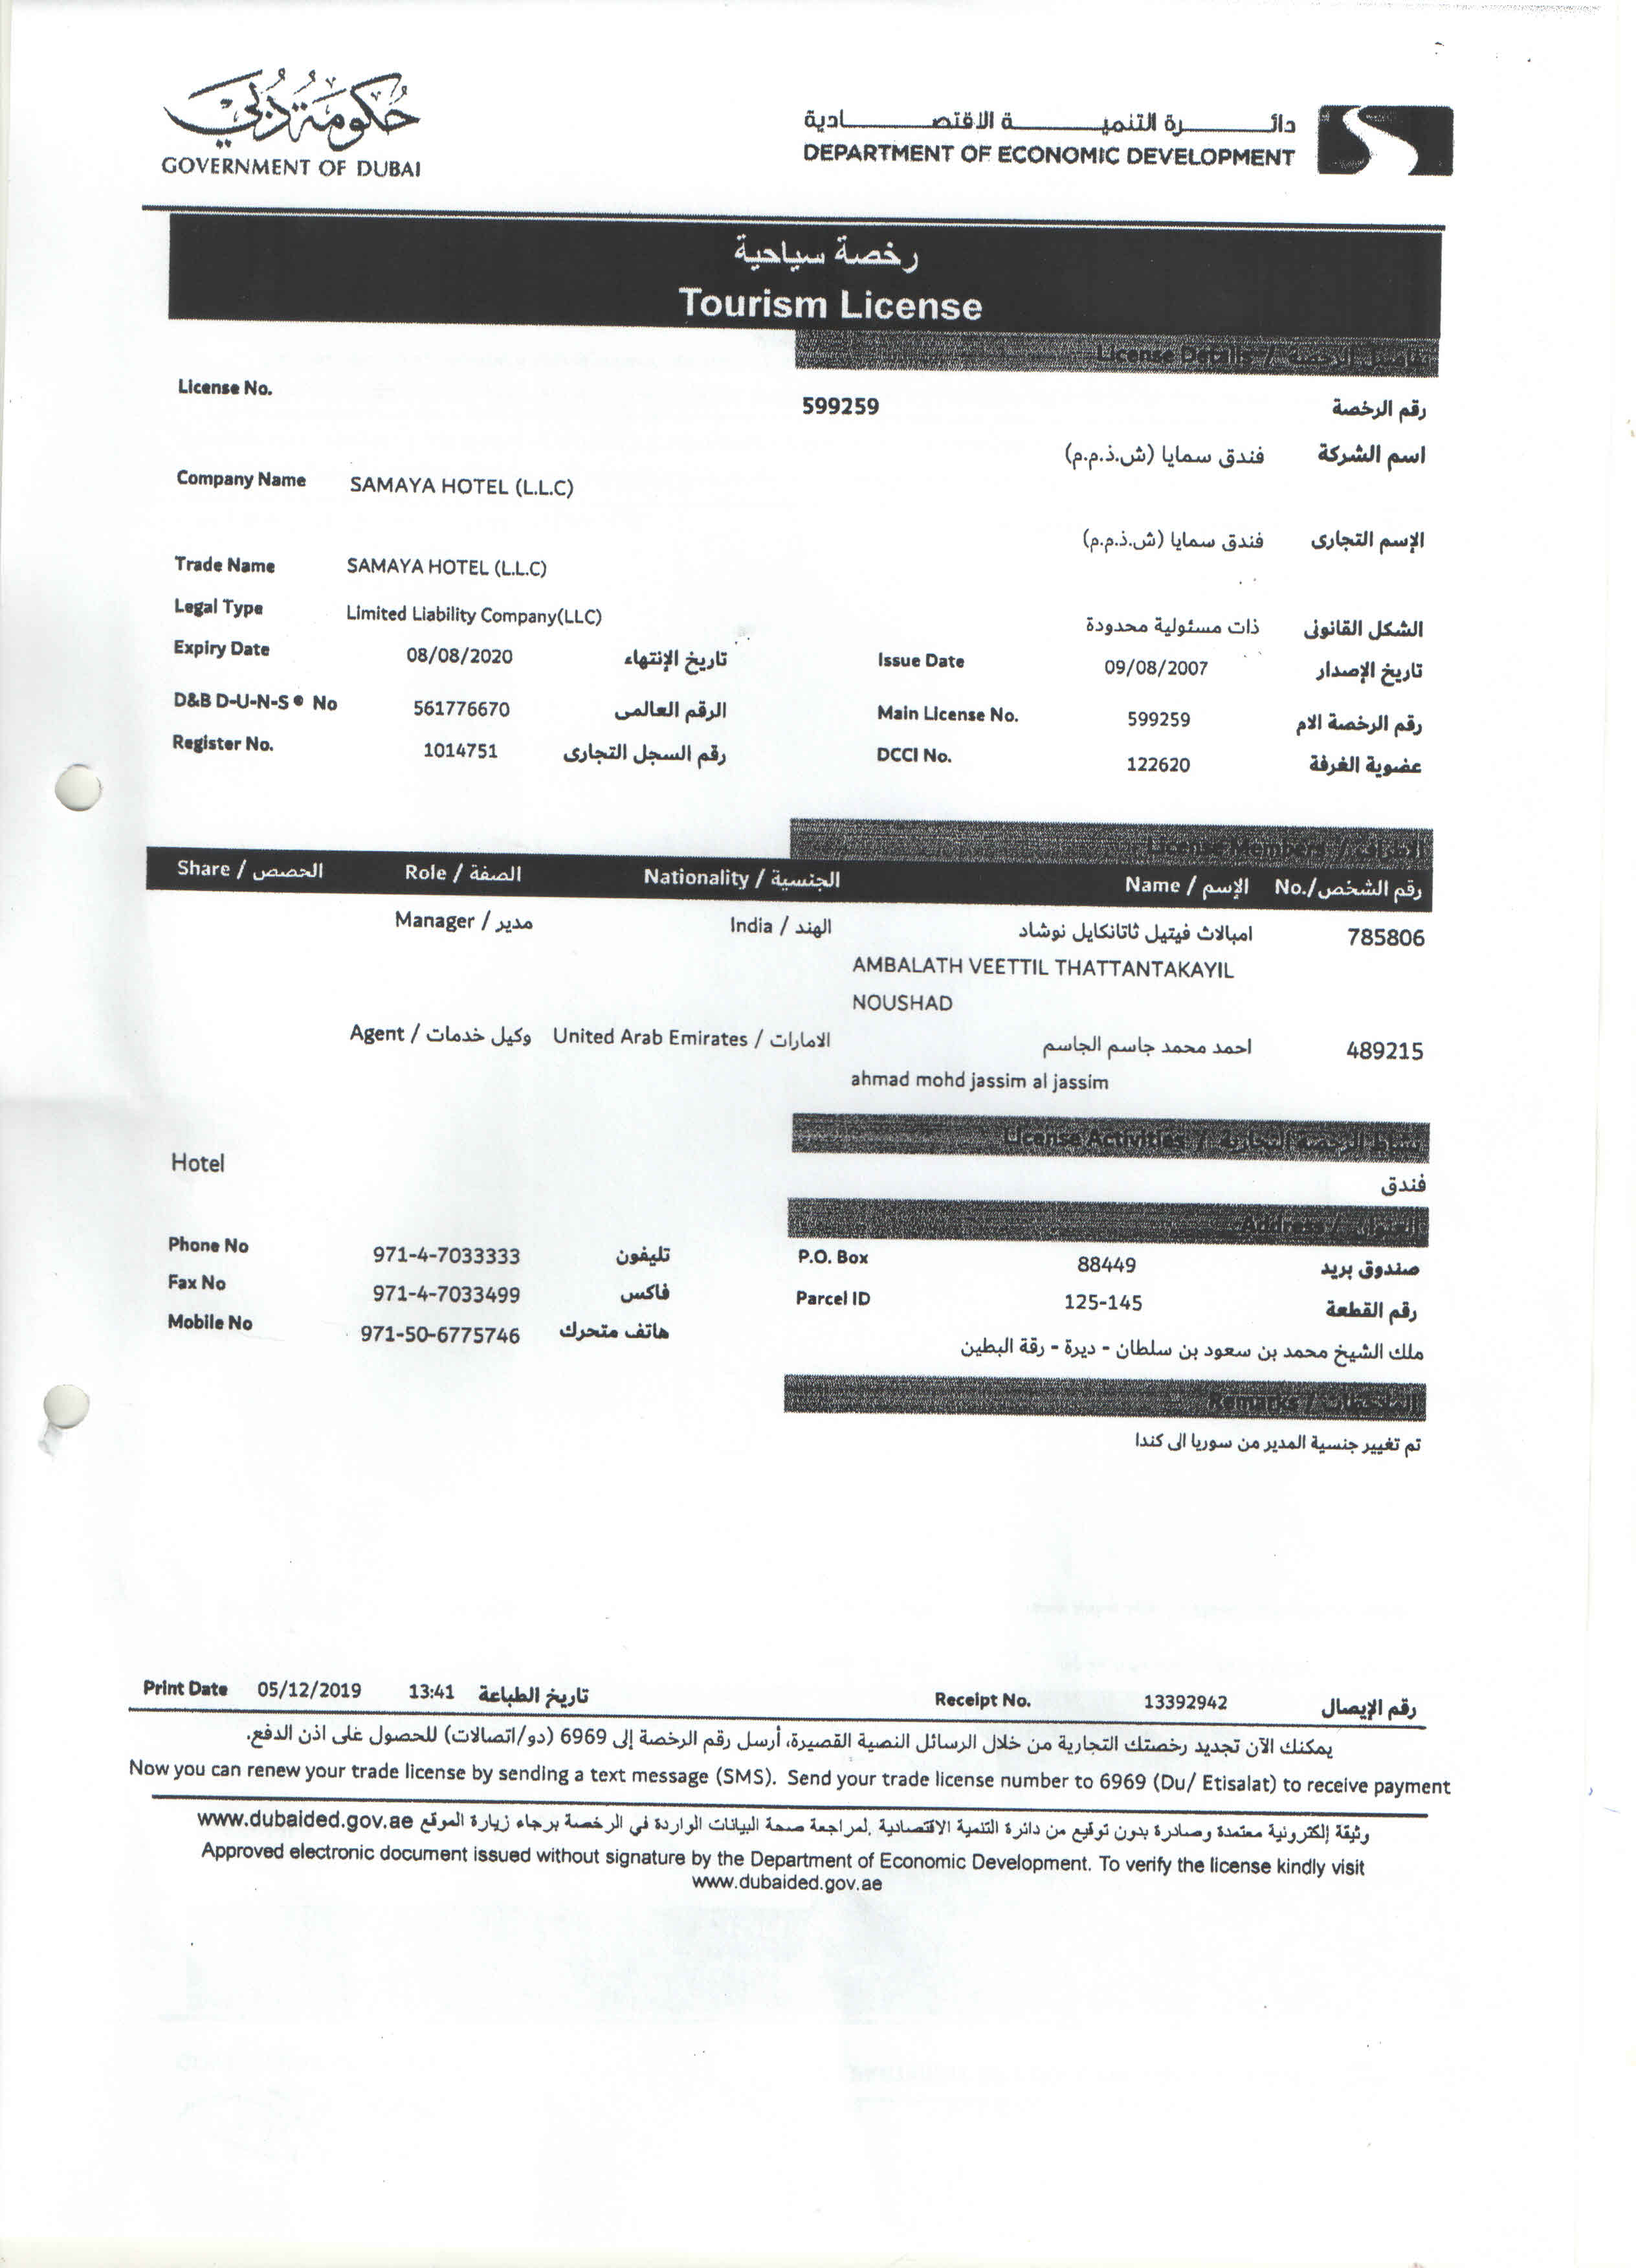 حكومة دبي
GOVERNMENT OF DUBAI
دائرة التنمية الاقتصادية
DEPARTMENT OF ECONOMIC DEVELOPMENT
رخصة سياحية
Tourism License
License Details / تفاصيل الرخصة
License No. 599259 رقم الرخصة
اسم الشركة فندق سمايا (ش.ذ.م.م)
Company Name SAMAYA HOTEL (L.L.C)
الإسم التجارى فندق سمايا (ش.ذ.م.م)
Trade Name SAMAYA HOTEL (L.L.C)
Legal Type Limited Liability Company(LLC) ذات مسئولية محدودة الشكل القانونى
Expiry Date 08/08/2020 تاريخ الإنتهاء Issue Date 09/08/2007 تاريخ الإصدار
D&B D-U-N-S ® No 561776670 الرقم العالمى Main License No. 599259 رقم الرخصة الام
Register No. 1014751 رقم السجل التجارى DCCI No. 122620 عضوية الغرفة
License Members / الأطراف
Share / الحصص Role / الصفة Nationality / الجنسية Name / الإسم No./رقم الشخص
Manager / مدير India / الهند امبالاث فيتيل ثاتانكايل نوشاد 785806
AMBALATH VEETTIL THATTANTAKAYIL
NOUSHAD
Agent / وكيل خدمات United Arab Emirates / الامارات احمد محمد جاسم الجاسم 489215
ahmad mohd jassim al jassim
License Activities / نشاط الرخصة التجارية
Hotel فندق
Address / العنوان
Phone No 971-4-7033333 تليفون P.O. Box 88449 صندوق بريد
Fax No 971-4-7033499 فاكس Parcel ID 125-145 رقم القطعة
Mobile No 971-50-6775746 هاتف متحرك
ملك الشيخ محمد بن سعود بن سلطان - ديرة - رقة البطين
Remarks / الملاحظات
تم تغيير جنسية المدير من سوريا الى كندا
Print Date 05/12/2019 13:41 تاريخ الطباعة Receipt No. 13392942 رقم الإيصال
يمكنك الآن تجديد رخصتك التجارية من خلال الرسائل النصية القصيرة، أرسل رقم الرخصة إلى 6969 (دو/اتصالات) للحصول على اذن الدفع.
Now you can renew your trade license by sending a text message (SMS). Send your trade license number to 6969 (Du/ Etisalat) to receive payment
وثيقة إلكترونية معتمدة وصادرة بدون توقيع من دائرة التنمية الاقتصادية .لمراجعة صحة البيانات الواردة في الرخصة برجاء زيارة الموقع www.dubaided.gov.ae
Approved electronic document issued without signature by the Department of Economic Development. To verify the license kindly visit
www.dubaided.gov.ae